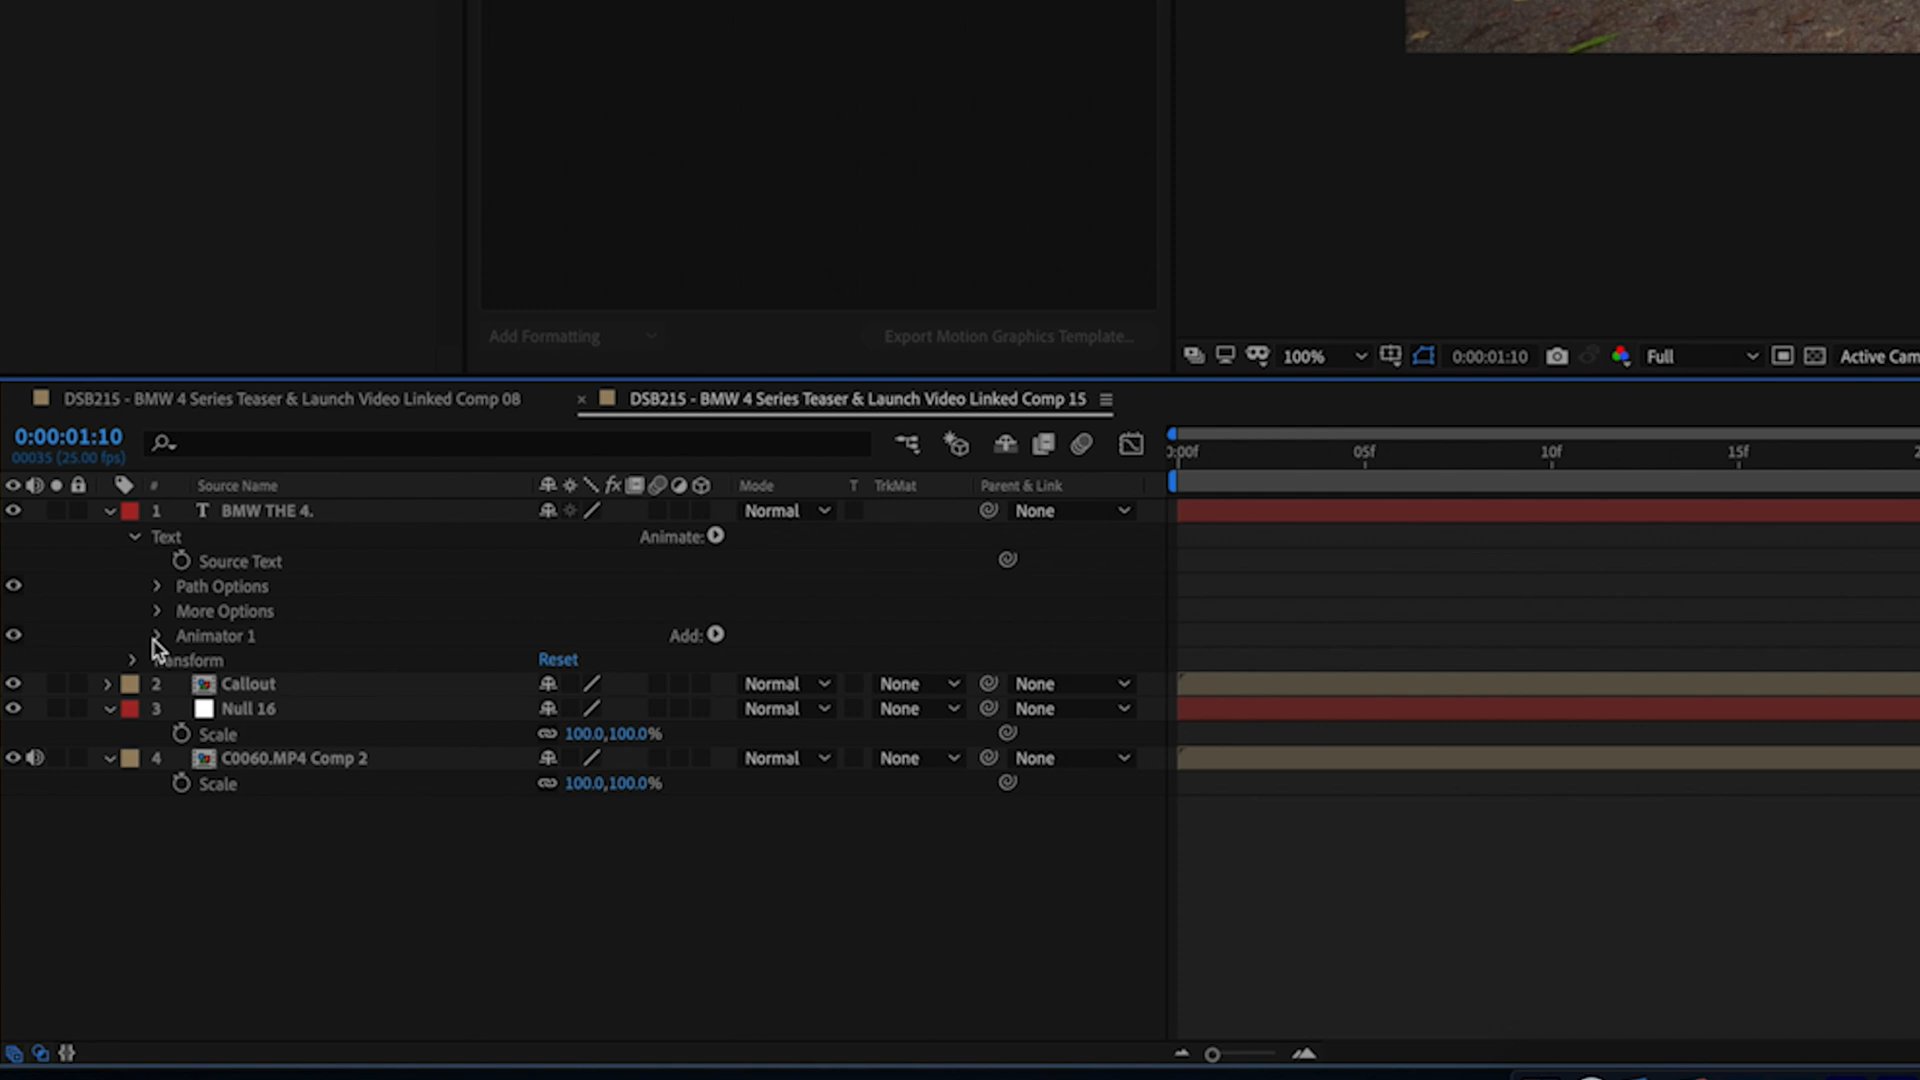 Add Formatting
Export Motion Graphics Template...
100%
0:00:01:10
Full
Active Cam
DSB215 - BMW 4 Series Teaser & Launch Video Linked Comp 08
× DSB215 - BMW 4 Series Teaser & Launch Video Linked Comp 15
0:00:01:10
00035 (25.00 fps)
0:00f 05f 10f 15f 2
# Source Name fx Mode T TrkMat Parent & Link
1 T BMW THE 4. Normal None
Text Animate:
Source Text
Path Options
More Options
Animator 1 Add:
Transform Reset
2 Callout Normal None None
3 Null 16 Normal None None
Scale 100.0,100.0%
4 C0060.MP4 Comp 2 Normal None None
Scale 100.0,100.0%